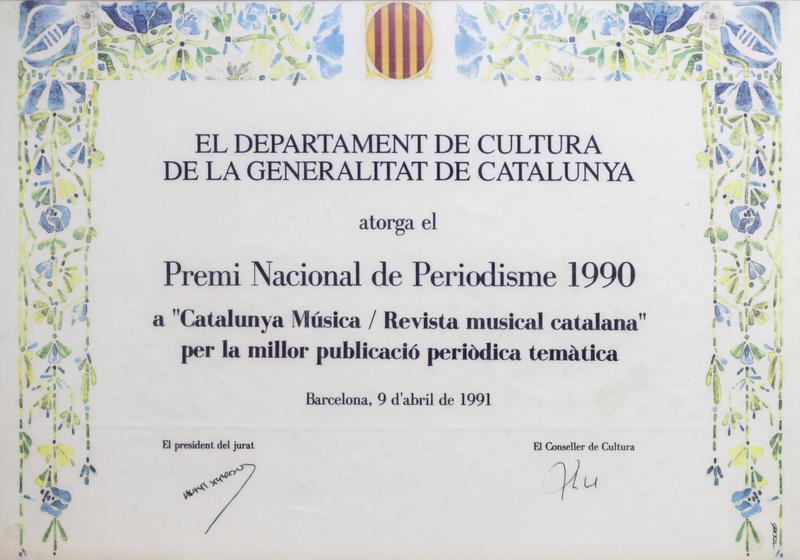 EL DEPARTAMENT DE CULTURA
DE LA GENERALITAT DE CATALUNYA
atorga el
Premi Nacional de Periodisme 1990
a "Catalunya Música / Revista musical catalana"
per la millor publicació periòdica temàtica
Barcelona, 9 d'abril de 1991
El president del jurat
El Conseller de Cultura